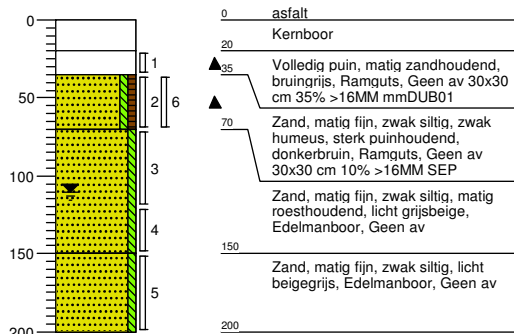 0
50
100
150
200
1
2
6
3
4
5
0
asfalt
Kernboor
20
Volledig puin, matig zandhoudend,
35
bruingrijs, Ramguts, Geen av 30x30
cm 35% >16MM mmDUB01
70
Zand, matig fijn, zwak siltig, zwak
humeus, sterk puinhoudend,
donkerbruin, Ramguts, Geen av
30x30 cm 10% >16MM SEP
Zand, matig fijn, zwak siltig, matig
roesthoudend, licht grijsbeige,
Edelmanboor, Geen av
150
Zand, matig fijn, zwak siltig, licht
beigegrijs, Edelmanboor, Geen av
200